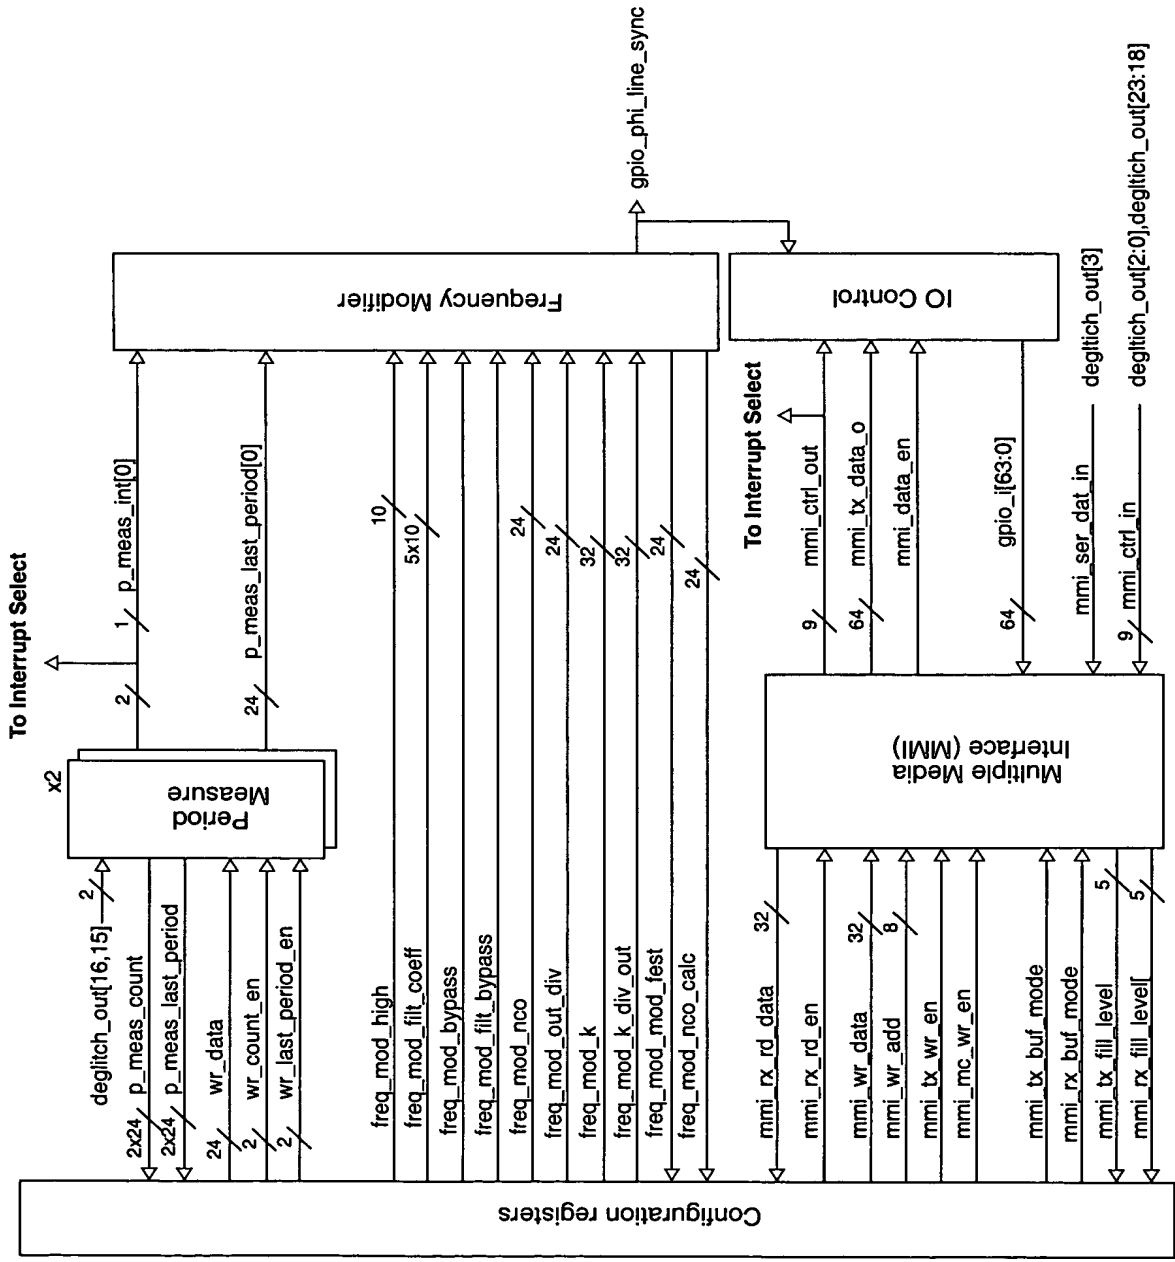 To Interrupt Select
x2
Period
Measure
2
1
p_meas_int[0]
24
p_meas_last_period[0]
deglitch_out[16,15]
2
p_meas_count
2x24
p_meas_last_period
2x24
wr_data
24
wr_count_en
2
wr_last_period_en
2
Frequency Modifier
gpio_phi_line_sync
freq_mod_high
10
freq_mod_filt_coeff
5x10
freq_mod_bypass
freq_mod_filt_bypass
freq_mod_nco
24
freq_mod_out_div
24
freq_mod_k
32
freq_mod_k_div_out
32
freq_mod_mod_fest
24
freq_mod_nco_calc
24
To Interrupt Select
IO Control
9
mmi_ctrl_out
64
mmi_tx_data_o
mmi_data_en
64
gpio_i[63:0]
mmi_ser_dat_in
degltich_out[3]
9
mmi_ctrl_in
degltich_out[2:0],degltich_out[23:18]
Multiple Media
Interface (MMI)
mmi_rx_rd_data
32
mmi_rx_rd_en
mmi_wr_data
32
mmi_wr_add
8
mmi_tx_wr_en
mmi_mc_wr_en
mmi_tx_buf_mode
mmi_rx_buf_mode
mmi_tx_fill_level
5
mmi_rx_fill_level[
5
Configuration registers